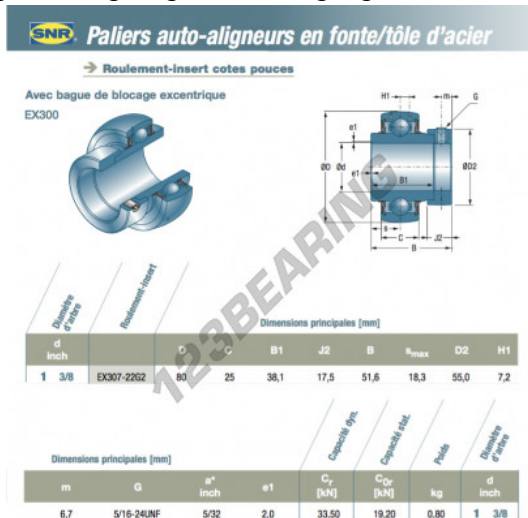 SNR Paliers auto-aligneurs en fonte/tôle d'acier
Roulement-insert cotes pouces
Avec bague de blocage excentrique
EX300
H1 m G
e1
ØD Ød ØD2
e1 B1
s
C J2
B
123BEARING
Diamètre d'arbre Roulement-insert
Dimensions principales [mm]
d inch D C B1 J2 B smax D2 H1
1 3/8 EX307-22G2 80 25 38,1 17,5 51,6 18,3 55,0 7,2
Dimensions principales [mm] Capacité dyn. Capacité stat. Poids Diamètre d'arbre
m G a* inch e1 Cr [kN] C0r [kN] kg d inch
6,7 5/16-24UNF 5/32 2,0 33,50 19,20 0,80 1 3/8